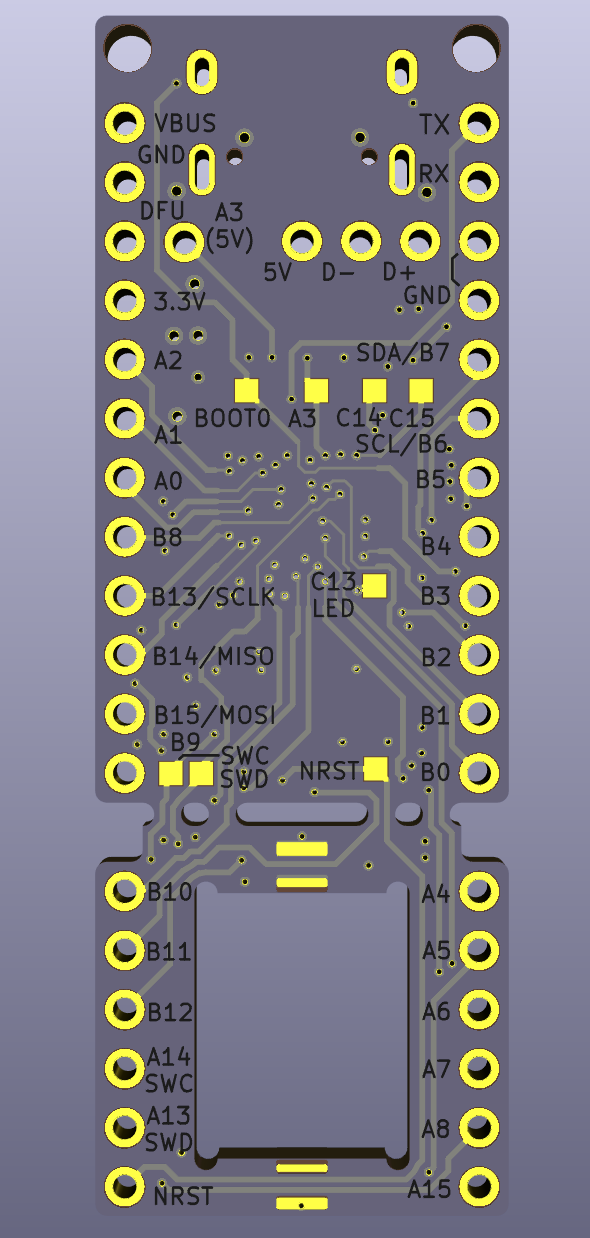 VBUS
TX
GND
RX
DFU
A3
(5V)
5V
D-
D+
3.3V
GND
A2
SDA/B7
BOOT0
A3
C14
C15
A1
SCL/B6
A0
B5
B8
B4
C13
LED
B13/SCLK
B3
B14/MISO
B2
B15/MOSI
B1
B9
SWC
SWD
NRST
B0
B10
A4
B11
A5
B12
A6
A14
SWC
A7
A13
SWD
A8
NRST
A15